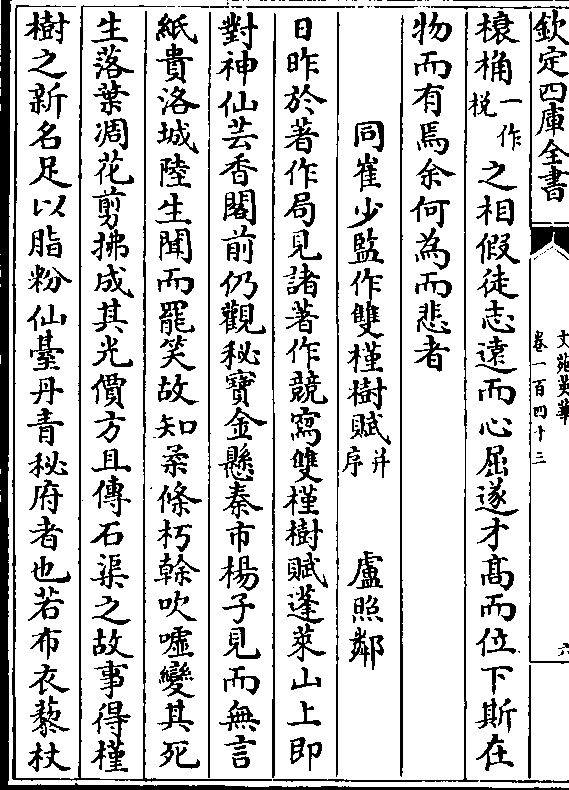 欽定四庫全書
文苑英華
卷一百四十三
六
榱桷一作棁之相假徒志遠而心屈遂才髙而位下斯在
物而有焉余何為而悲者
同崔少監作雙槿樹賦并序 盧照鄰
日昨於著作局見諸著作競寫雙槿樹賦蓬萊山上即
對神仙芸香閣前仍觀秘寶金懸秦市楊子見而無言
紙貴洛城陸生聞而罷笑故知柔條朽榦吹嘘變其死
生落葉凋花剪拂成其光價方且傳石渠之故事得槿
樹之新名足以脂粉仙臺丹青秘府者也若布衣藜杖